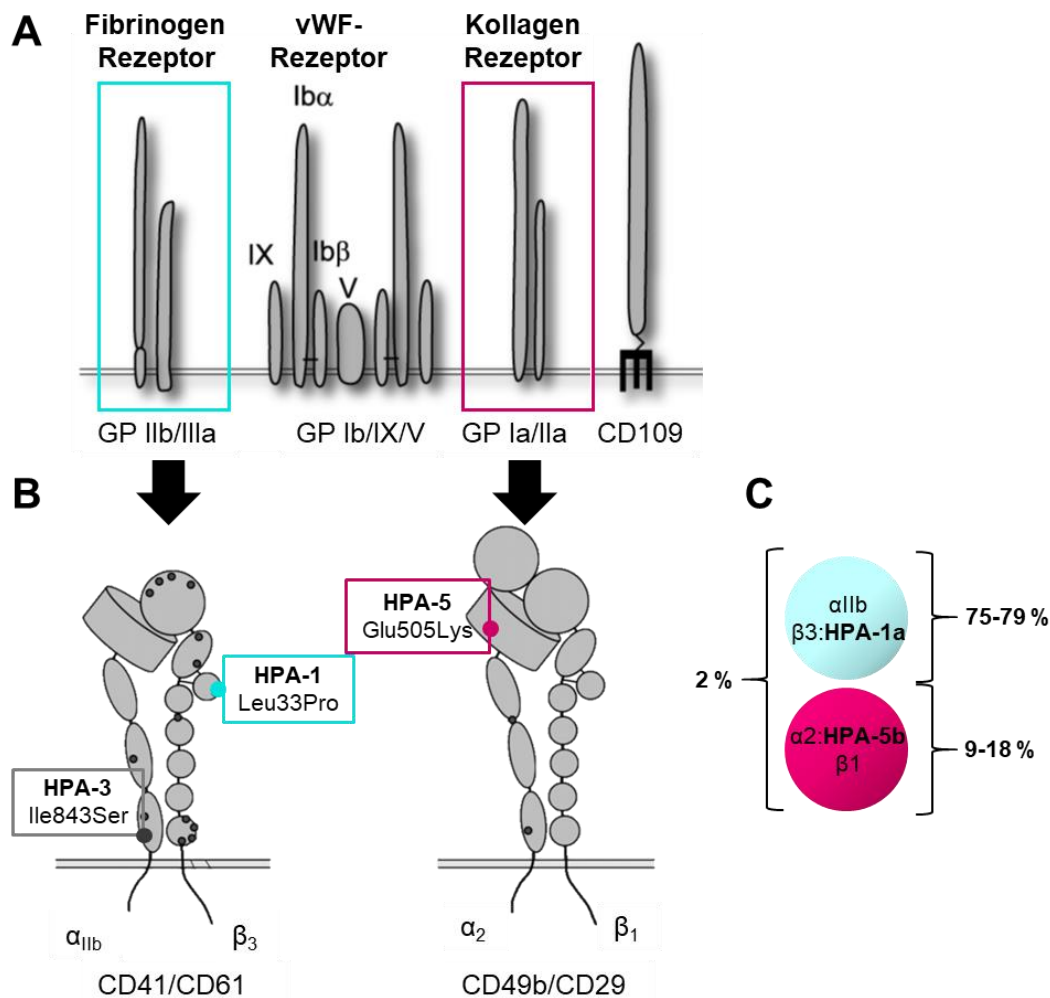 A
Fibrinogen
Rezeptor
vWF-
Rezeptor
Kollagen
Rezeptor
Ibα
IX
Ibβ
V
GP IIb/IIIa
GP Ib/IX/V
GP Ia/IIa
CD109
B
HPA-1
Leu33Pro
HPA-3
Ile843Ser
αIIb
β3
CD41/CD61
HPA-5
Glu505Lys
α2
β1
CD49b/CD29
C
2 %
αIIb
β3:HPA-1a
75-79 %
α2:HPA-5b
β1
9-18 %